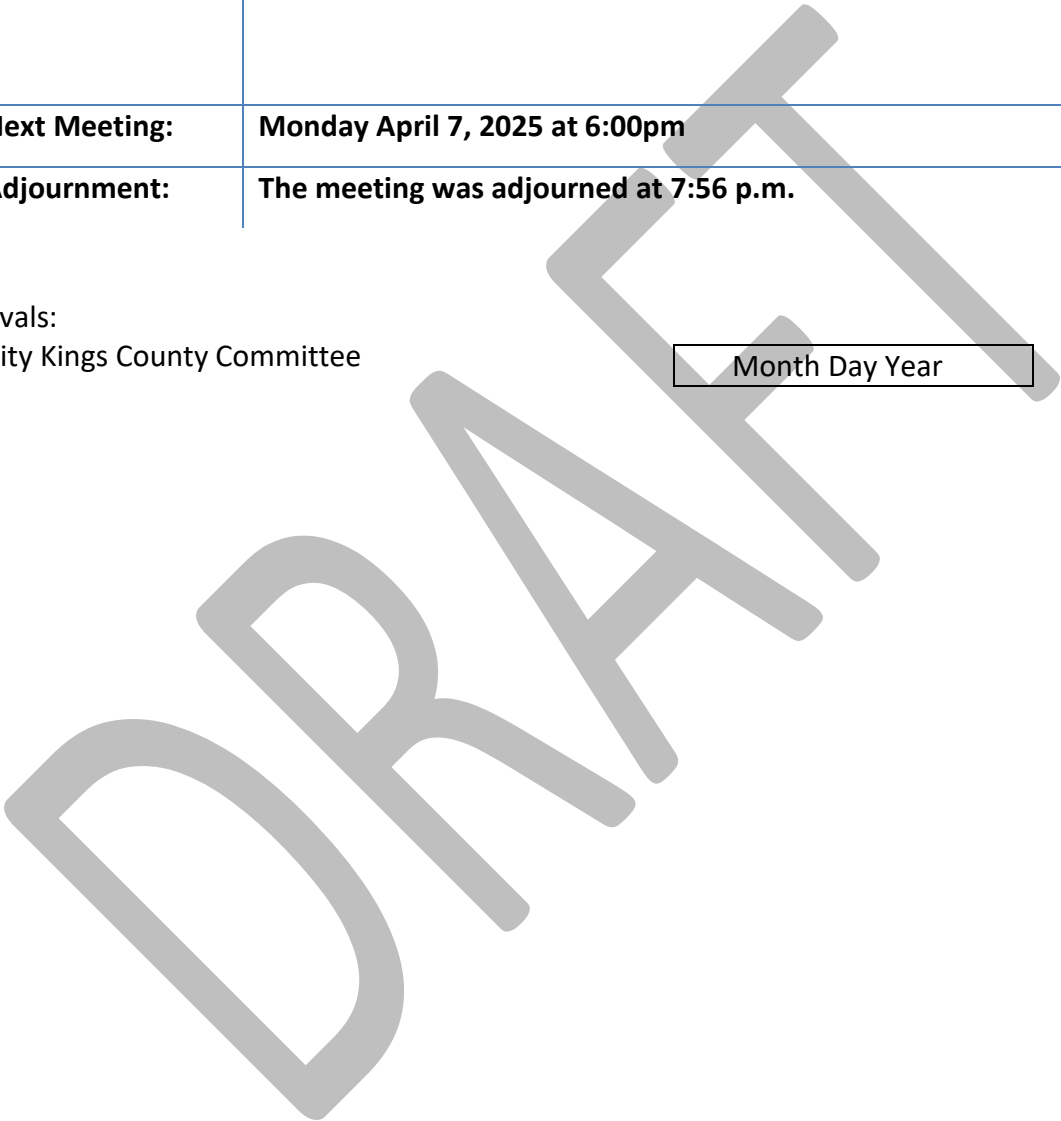 Next Meeting: Monday April 7, 2025 at 6:00pm
Adjournment: The meeting was adjourned at 7:56 p.m.
vals:
ity Kings County Committee
Month Day Year
DRAFT